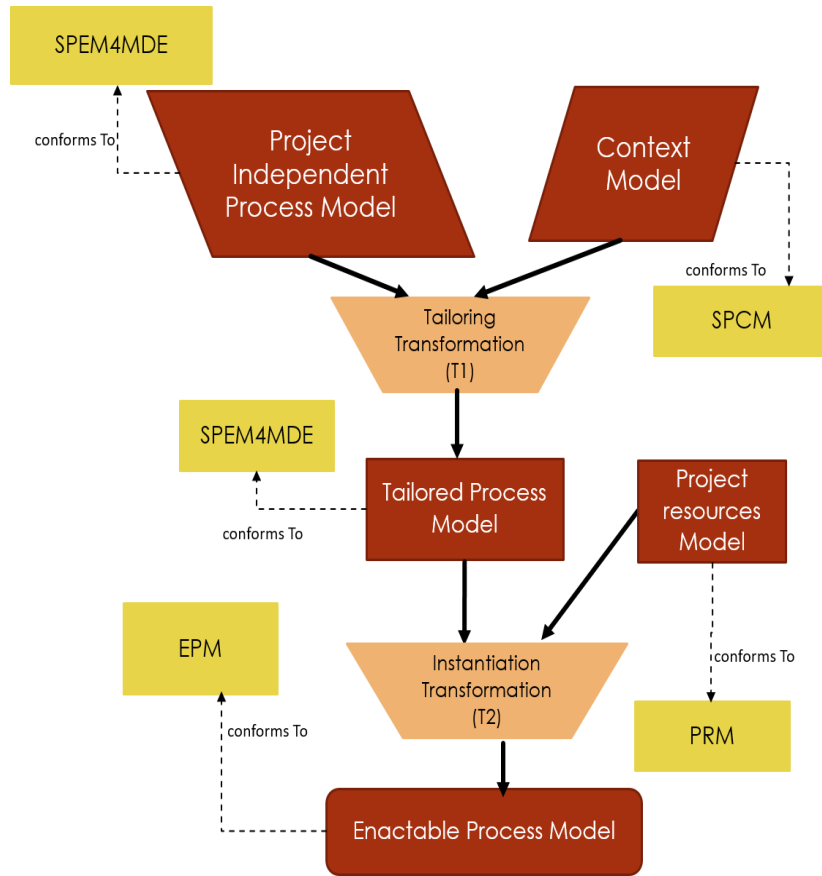 SPEM4MDE
conforms To
Project
Independent
Process Model
Context
Model
conforms To
SPCM
Tailoring
Transformation
(T1)
SPEM4MDE
conforms To
Tailored Process
Model
Project
resources
Model
EPM
conforms To
Instantiation
Transformation
(T2)
conforms To
PRM
Enactable Process Model